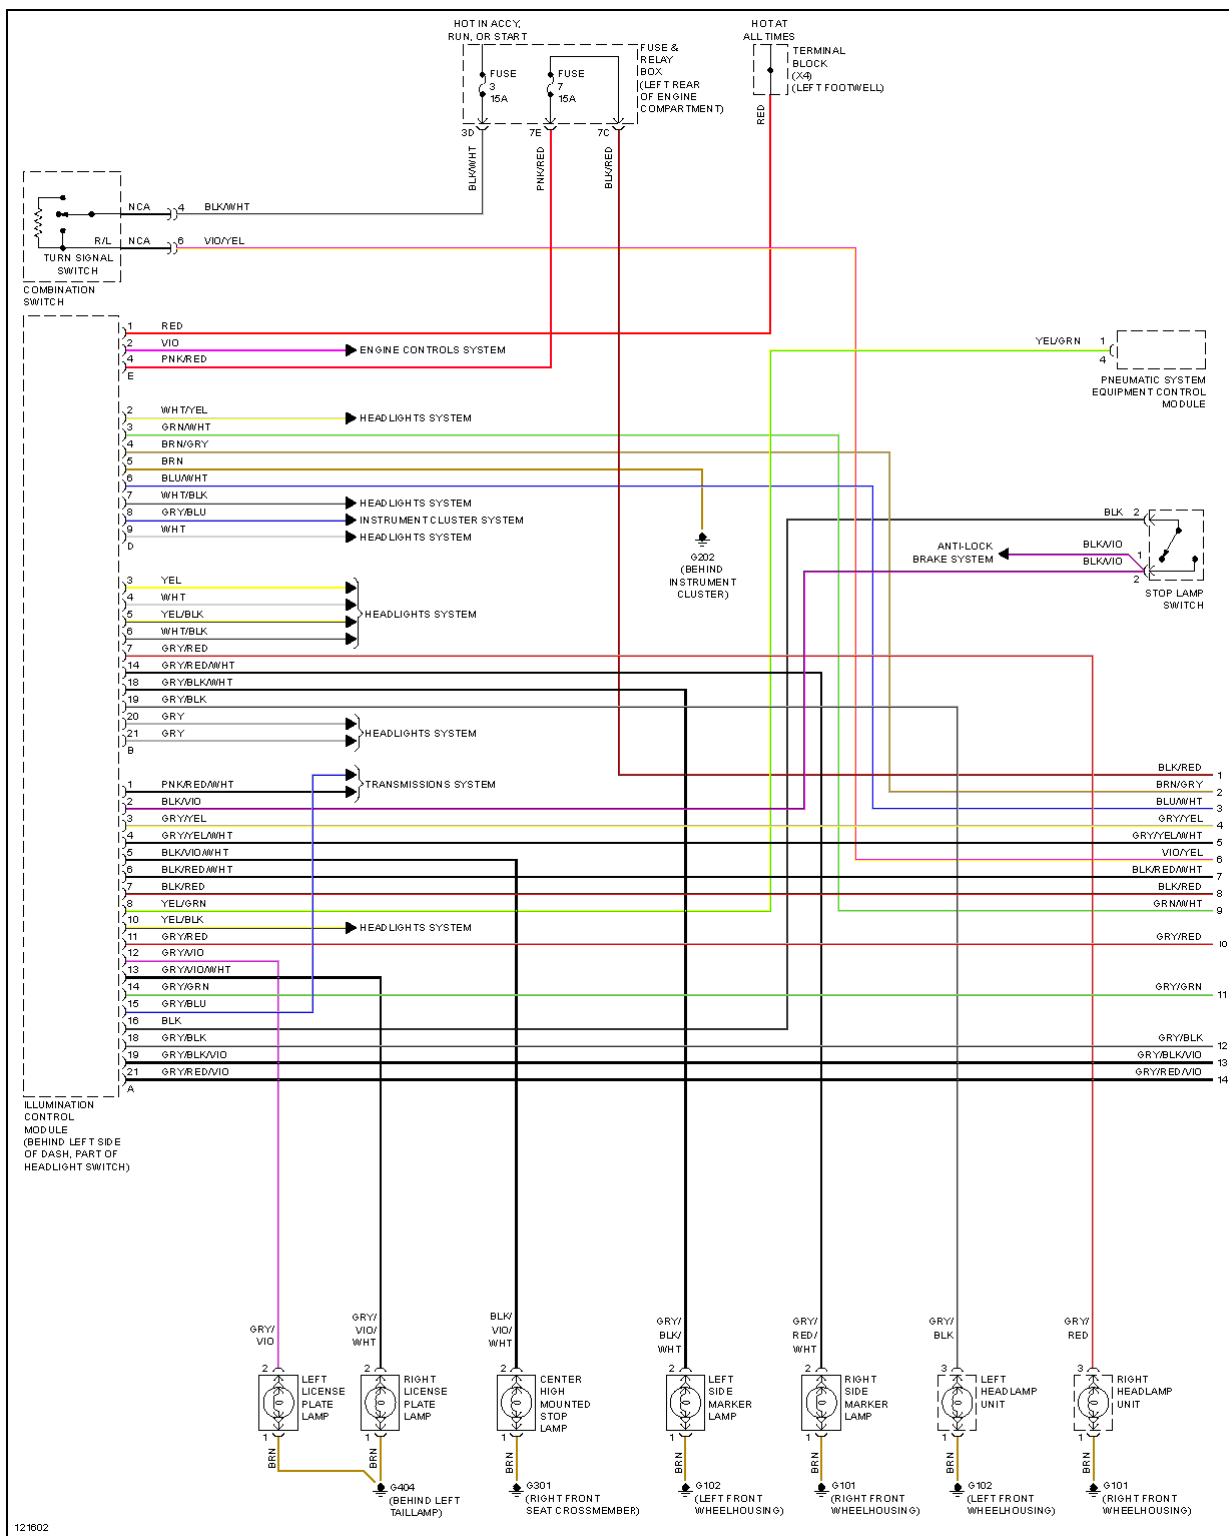 HOT IN ACCY,
RUN, OR START
HOT AT
ALL TIMES
FUSE
3
15A
FUSE
7
15A
FUSE &
RELAY
BOX
(LEFT REAR
OF ENGINE
COMPARTMENT)
TERMINAL
BLOCK
(X4)
(LEFT FOOTWELL)
3D
7E
7C
RED
BLK/WHT
PNK/RED
BLK/RED
NCA 4 BLK/WHT
R/L NCA 6 VIO/YEL
TURN SIGNAL
SWITCH
COMBINATION
SWITCH
1 RED
2 VIO
ENGINE CONTROLS SYSTEM
4 PNK/RED
E
YEL/GRN 1
4
PNEUMATIC SYSTEM
EQUIPMENT CONTROL
MODULE
2 WHT/YEL
HEADLIGHTS SYSTEM
3 GRN/WHT
4 BRN/GRY
5 BRN
6 BLU/WHT
7 WHT/BLK
HEADLIGHTS SYSTEM
8 GRY/BLU
INSTRUMENT CLUSTER SYSTEM
9 WHT
HEADLIGHTS SYSTEM
D
G202
(BEHIND
INSTRUMENT
CLUSTER)
BLK 2
ANTI-LOCK
BRAKE SYSTEM
BLK/VIO 1
BLK/VIO
2
STOP LAMP
SWITCH
3 YEL
4 WHT
5 YEL/BLK
HEADLIGHTS SYSTEM
6 WHT/BLK
7 GRY/RED
14 GRY/RED/WHT
18 GRY/BLK/WHT
19 GRY/BLK
20 GRY
21 GRY
HEADLIGHTS SYSTEM
B
1 PNK/RED/WHT
TRANSMISSIONS SYSTEM
2 BLK/VIO
3 GRY/YEL
4 GRY/YEL/WHT
5 BLK/VIO/WHT
6 BLK/RED/WHT
7 BLK/RED
8 YEL/GRN
10 YEL/BLK
HEADLIGHTS SYSTEM
11 GRY/RED
12 GRY/VIO
13 GRY/VIO/WHT
14 GRY/GRN
15 GRY/BLU
16 BLK
18 GRY/BLK
19 GRY/BLK/VIO
21 GRY/RED/VIO
A
BLK/RED 1
BRN/GRY 2
BLU/WHT 3
GRY/YEL 4
GRY/YEL/WHT 5
VIO/YEL 6
BLK/RED/WHT 7
BLK/RED 8
GRN/WHT 9
GRY/RED 10
GRY/GRN 11
GRY/BLK 12
GRY/BLK/VIO 13
GRY/RED/VIO 14
ILLUMINATION
CONTROL
MODULE
(BEHIND LEFT SIDE
OF DASH, PART OF
HEADLIGHT SWITCH)
GRY/
VIO
2
LEFT
LICENSE
PLATE
LAMP
1
BRN
GRY/
VIO/
WHT
2
RIGHT
LICENSE
PLATE
LAMP
1
BRN
G404
(BEHIND LEFT
TAILLAMP)
BLK/
VIO/
WHT
2
CENTER
HIGH
MOUNTED
STOP
LAMP
1
BRN
G301
(RIGHT FRONT
SEAT CROSSMEMBER)
GRY/
BLK/
WHT
2
LEFT
SIDE
MARKER
LAMP
1
BRN
G102
(LEFT FRONT
WHEELHOUSING)
GRY/
RED/
WHT
2
RIGHT
SIDE
MARKER
LAMP
1
BRN
G101
(RIGHT FRONT
WHEELHOUSING)
GRY/
BLK
3
LEFT
HEADLAMP
UNIT
1
BRN
G102
(LEFT FRONT
WHEELHOUSING)
GRY/
RED
3
RIGHT
HEADLAMP
UNIT
1
BRN
G101
(RIGHT FRONT
WHEELHOUSING)
121602